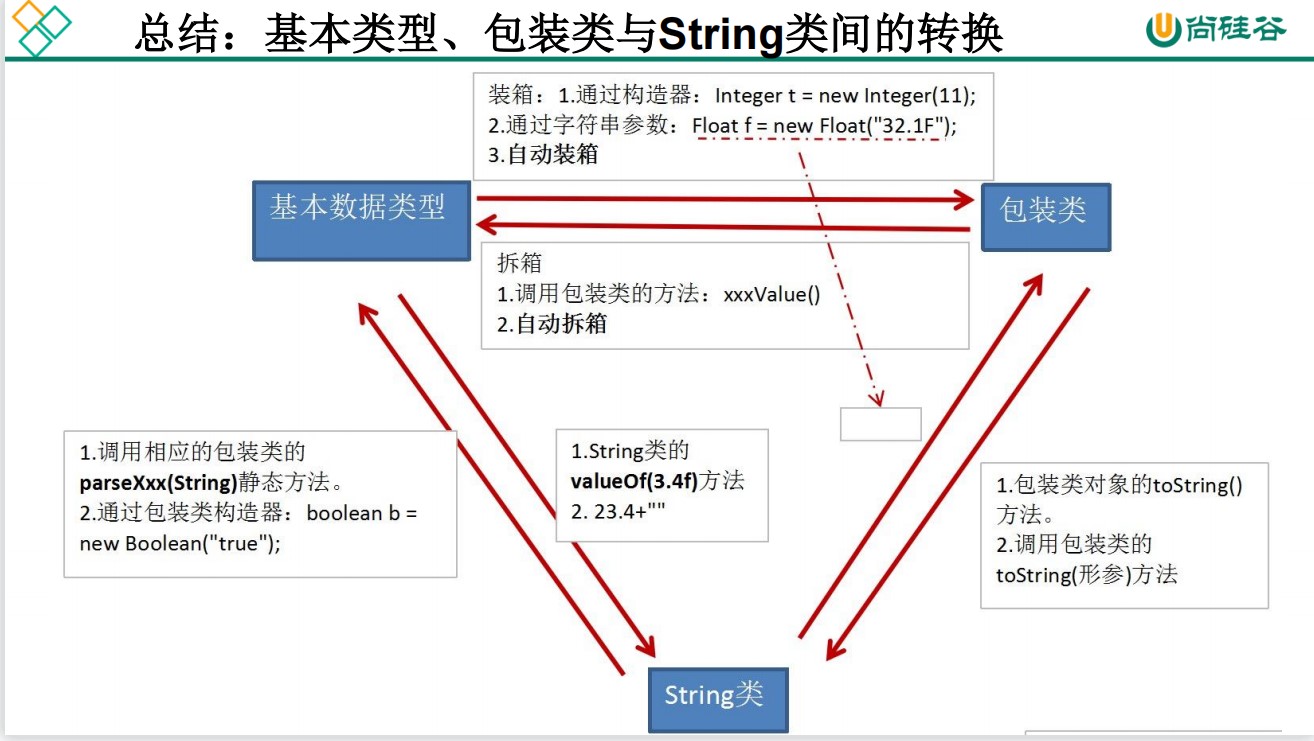 总结：基本类型、包装类与String类间的转换
尚硅谷
装箱：1.通过构造器：Integer t = new Integer(11);
2.通过字符串参数：Float f = new Float("32.1F");
3.自动装箱
基本数据类型
包装类
拆箱
1.调用包装类的方法：xxxValue()
2.自动拆箱
1.调用相应的包装类的
parseXxx(String)静态方法。
2.通过包装类构造器：boolean b =
new Boolean("true");
1.String类的
valueOf(3.4f)方法
2. 23.4+""
1.包装类对象的toString()
方法。
2.调用包装类的
toString(形参)方法
String类